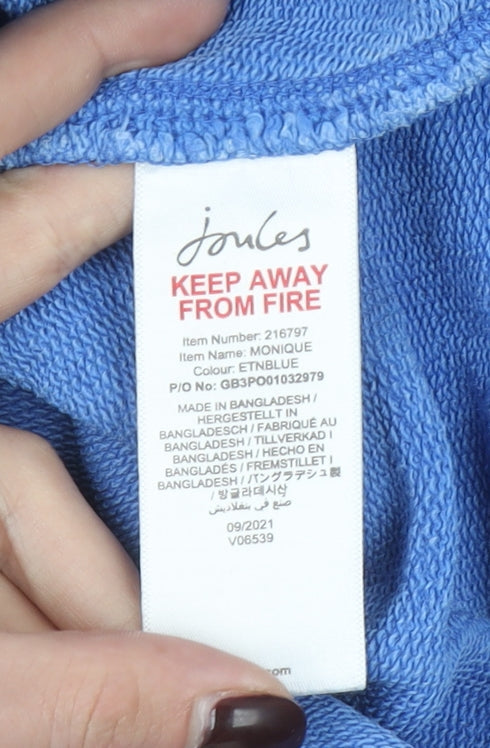 Joules
KEEP AWAY
FROM FIRE
Item Number: 216797
Item Name: MONIQUE
Colour: ETNBLUE
P/O No: GB3PO01032979
MADE IN BANGLADESH /
HERGESTELLT IN
BANGLADESCH / FABRIQUÉ AU
BANGLADESH / TILLVERKAD I
BANGLADESH / HECHO EN
BANGLADÉS / FREMSTILLET I
BANGLADESH / バングラデシュ製
/ 방글라데시산
صنع في بنغلاديش
09/2021
V06539
.com